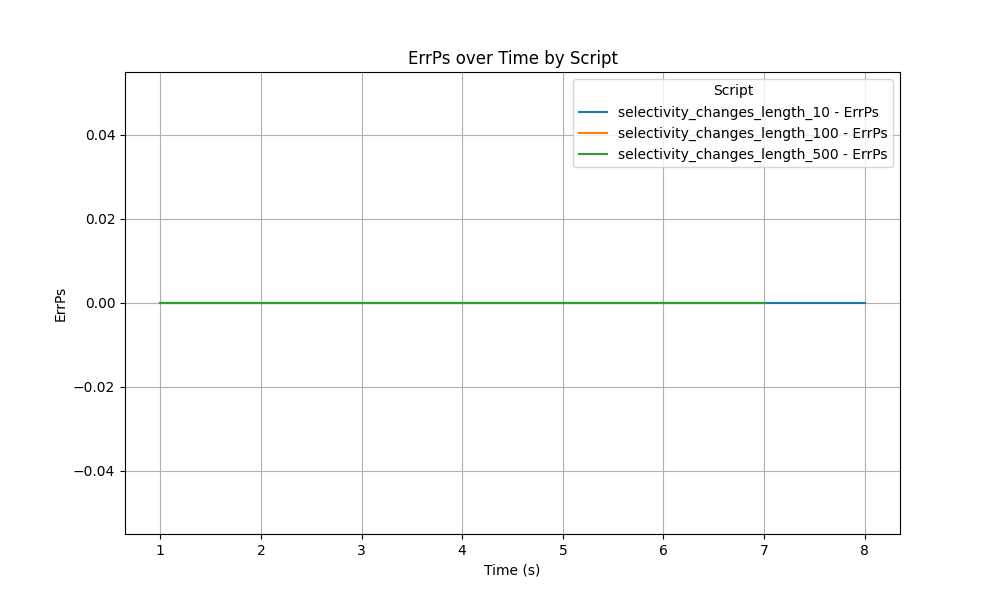 ErrPs over Time by Script
Script
selectivity_changes_length_10 - ErrPs
selectivity_changes_length_100 - ErrPs
selectivity_changes_length_500 - ErrPs
0.04
0.02
0.00
−0.02
−0.04
ErrPs
1 2 3 4 5 6 7 8
Time (s)